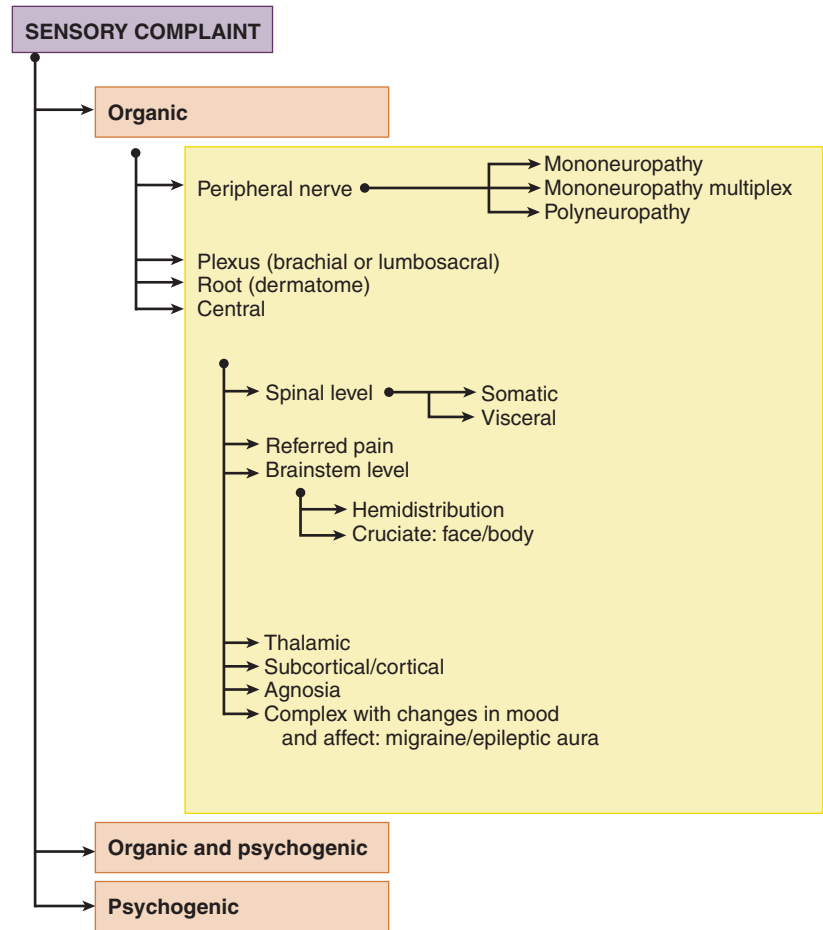 SENSORY COMPLAINT
Organic
Peripheral nerve
Mononeuropathy
Mononeuropathy multiplex
Polyneuropathy
Plexus (brachial or lumbosacral)
Root (dermatome)
Central
Spinal level
Somatic
Visceral
Referred pain
Brainstem level
Hemidistribution
Cruciate: face/body
Thalamic
Subcortical/cortical
Agnosia
Complex with changes in mood
and affect: migraine/epileptic aura
Organic and psychogenic
Psychogenic